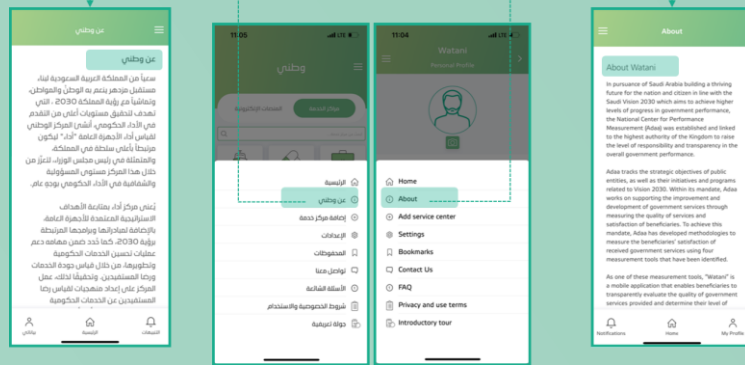 عن وطني
عن وطني
سعياً من المملكة العربية السعودية لبناء
مستقبل مزدهر ينعم به الوطن والمواطن،
وتماشياً مع رؤية المملكة 2030 ، التي
تهدف لتحقيق مستويات أعلى من التقدم
في الأداء الحكومي، أنشئ المركز الوطني
لقياس أداء الأجهزة العامة "أداء" ليكون
مرتبطاً بأعلى سلطة في المملكة،
والمتمثلة في رئيس مجلس الوزراء، لتعزز من
خلال هذا المركز مستوى المسؤولية
والشفافية في الأداء الحكومي بوجهٍ عام.
يُعنى مركز أداء، بمتابعة الأهداف
الاستراتيجية المعتمدة للأجهزة العامة،
بالإضافة لمبادراتها وبرامجها المرتبطة
برؤية 2030، كما حُدد ضمن مهامه دعم
عمليات تحسين الخدمات الحكومية
وتطويرها، من خلال قياس جودة الخدمات
ورضا المستفيدين. وتحقيقًا لذلك، عمل
المركز على إعداد منهجيات لقياس رضا
المستفيدين عن الخدمات الحكومية
التنبيهات
الرئيسية
ملفي
11:05
LTE
وطني
مراكز الخدمة
الخدمات الإلكترونية
الرئيسية
عن وطني
إضافة مركز خدمة
الإعدادات
المحفوظات
تواصل معنا
الأسئلة الشائعة
شروط الخصوصية والاستخدام
جولة تعريفية
11:04
LTE
Watani
Personal Profile
Home
About
Add service center
Settings
Bookmarks
Contact Us
FAQ
Privacy and use terms
Introductory tour
About
About Watani
In pursuance of Saudi Arabia building a thriving
future for the nation and citizen in line with the
Saudi Vision 2030 which aims to achieve higher
levels of progress in government performance,
the National Center for Performance
Measurement (Adaa) was established and linked
to the highest authority of the Kingdom to raise
the level of responsibility and transparency in the
overall government performance.
Adaa tracks the strategic objectives of public
entities, as well as their initiatives and programs
related to Vision 2030. Within its mandate, Adaa
works on supporting the improvement and
development of government services through
measuring the quality of services and
satisfaction of beneficiaries. To achieve this
mandate, Adaa has developed methodologies to
measure the beneficiaries' satisfaction of
received government services using four
measurement tools that have been identified.
As one of these measurement tools, "Watani" is
a mobile application that enables beneficiaries to
transparently evaluate the quality of government
services provided and determine their level of
Notifications
Home
My Profile